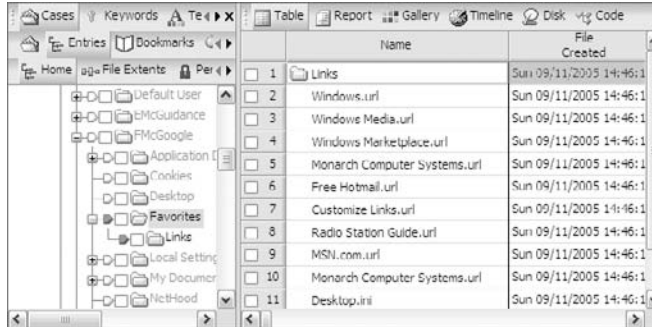 Cases Keywords Te
Entries Bookmarks
Home File Extents Per
Default User
EMcGuidance
FMcGoogle
Application D
Cookies
Desktop
Favorites
Links
Local Setting
My Documer
NetHood
Table Report Gallery Timeline Disk Code
Name File Created
1 Links Sun 09/11/2005 14:46:1
2 Windows.url Sun 09/11/2005 14:46:1
3 Windows Media.url Sun 09/11/2005 14:46:1
4 Windows Marketplace.url Sun 09/11/2005 14:46:1
5 Monarch Computer Systems.url Sun 09/11/2005 14:46:1
6 Free Hotmail.url Sun 09/11/2005 14:46:1
7 Customize Links.url Sun 09/11/2005 14:46:1
8 Radio Station Guide.url Sun 09/11/2005 14:46:1
9 MSN.com.url Sun 09/11/2005 14:46:1
10 Monarch Computer Systems.url Sun 09/11/2005 14:46:1
11 Desktop.ini Sun 09/11/2005 14:46:1